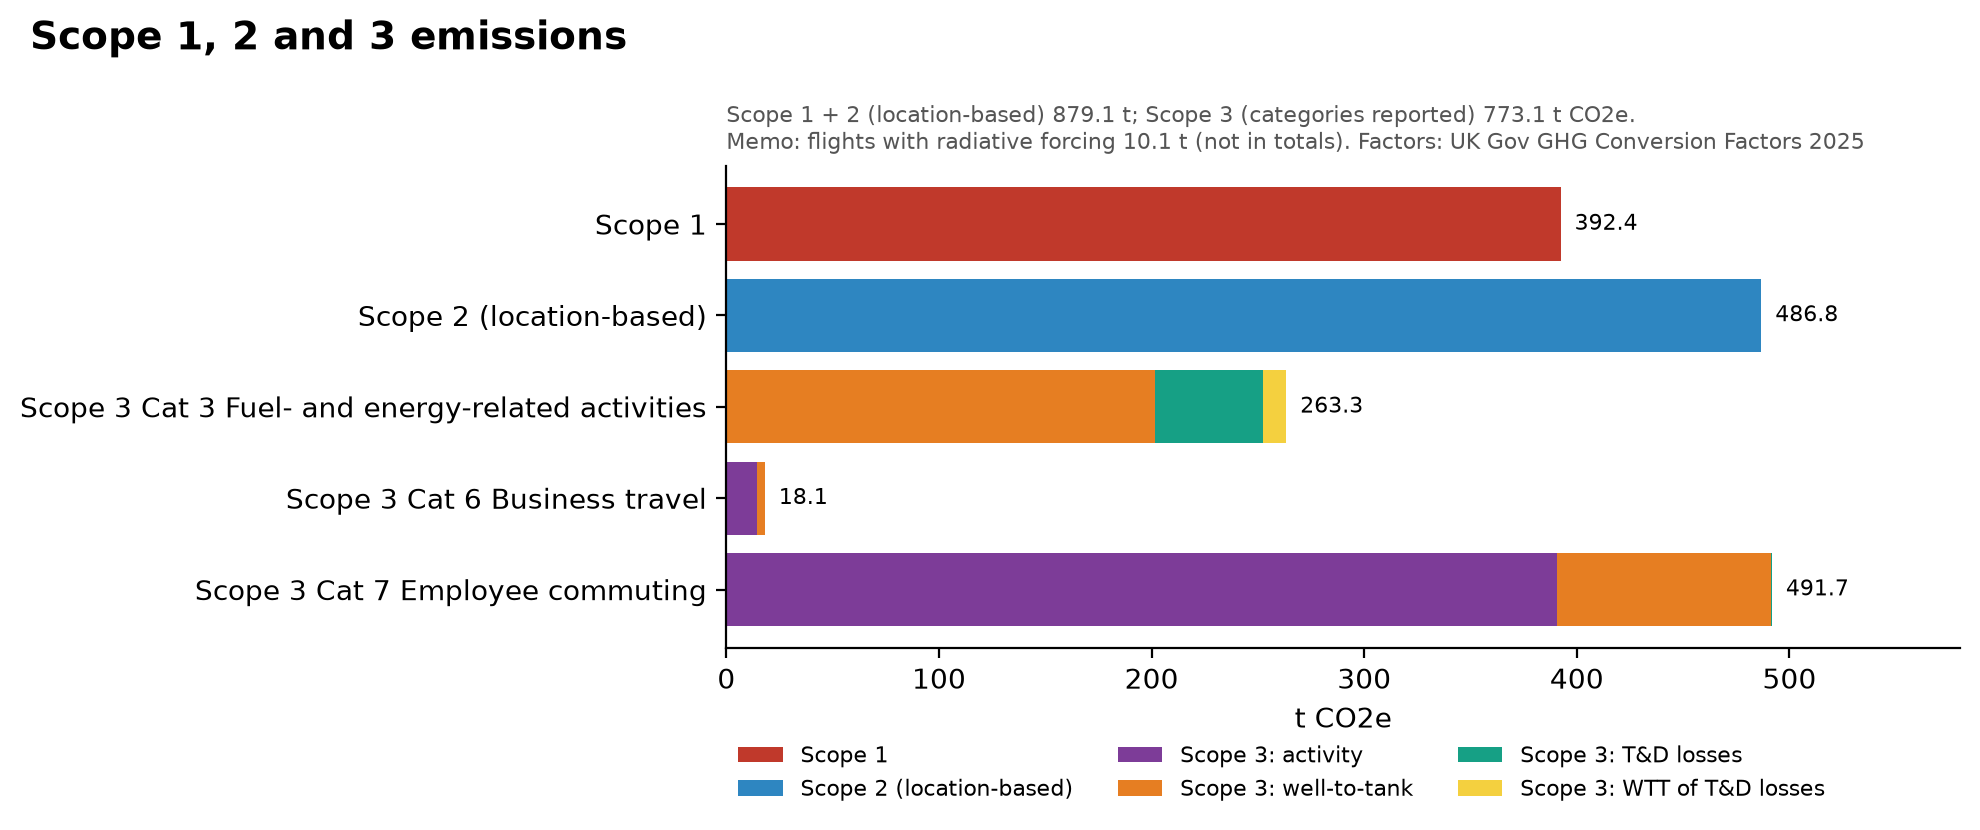 Scope 1, 2 and 3 emissions
Scope 1 + 2 (location-based) 879.1 t; Scope 3 (categories reported) 773.1 t CO2e.
Memo: flights with radiative forcing 10.1 t (not in totals). Factors: UK Gov GHG Conversion Factors 2025
Scope 1
392.4
Scope 2 (location-based)
486.8
Scope 3 Cat 3 Fuel- and energy-related activities
263.3
Scope 3 Cat 6 Business travel
18.1
Scope 3 Cat 7 Employee commuting
491.7
0 100 200 300 400 500
t CO2e
Scope 1
Scope 2 (location-based)
Scope 3: activity
Scope 3: well-to-tank
Scope 3: T&D losses
Scope 3: WTT of T&D losses